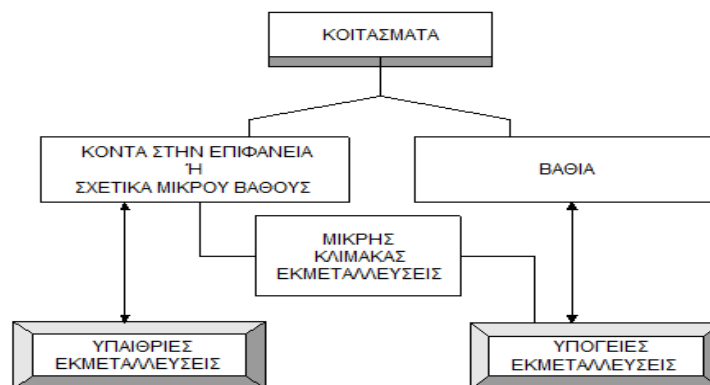 ΚΟΙΤΑΣΜΑΤΑ
ΚΟΝΤΑ ΣΤΗΝ ΕΠΙΦΑΝΕΙΑ
Ή
ΣΧΕΤΙΚΑ ΜΙΚΡΟΥ ΒΑΘΟΥΣ
ΒΑΘΙΑ
ΜΙΚΡΗΣ
ΚΛΙΜΑΚΑΣ
ΕΚΜΕΤΑΛΛΕΥΣΕΙΣ
ΥΠΑΙΘΡΙΕΣ
ΕΚΜΕΤΑΛΛΕΥΣΕΙΣ
ΥΠΟΓΕΙΕΣ
ΕΚΜΕΤΑΛΛΕΥΣΕΙΣ